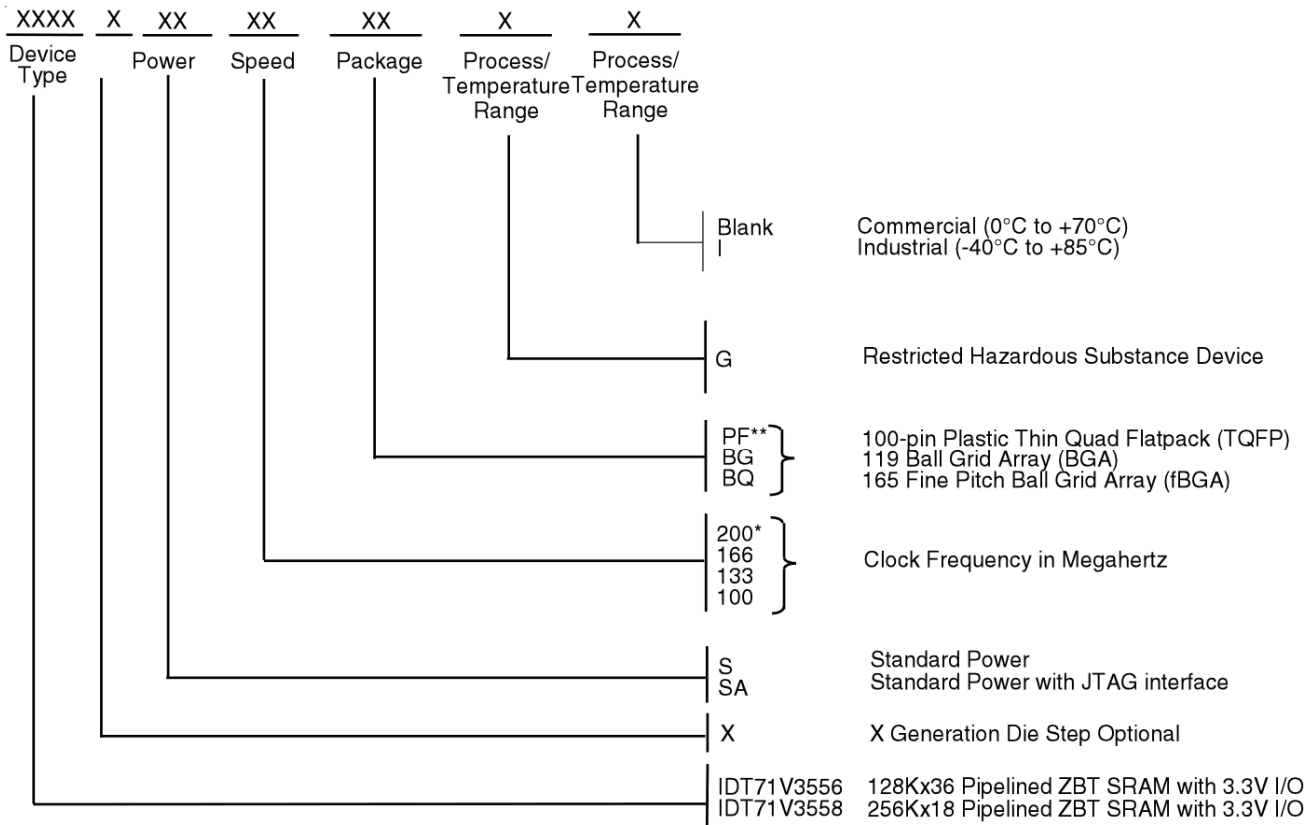 XXXX X XX XX XX X X
Device Type Power Speed Package Process/ Temperature Range Process/ Temperature Range
Blank Commercial (0°C to +70°C)
I Industrial (-40°C to +85°C)
G Restricted Hazardous Substance Device
PF** 100-pin Plastic Thin Quad Flatpack (TQFP)
BG 119 Ball Grid Array (BGA)
BQ 165 Fine Pitch Ball Grid Array (fBGA)
200*
166
133
100
Clock Frequency in Megahertz
S Standard Power
SA Standard Power with JTAG interface
X X Generation Die Step Optional
IDT71V3556 128Kx36 Pipelined ZBT SRAM with 3.3V I/O
IDT71V3558 256Kx18 Pipelined ZBT SRAM with 3.3V I/O